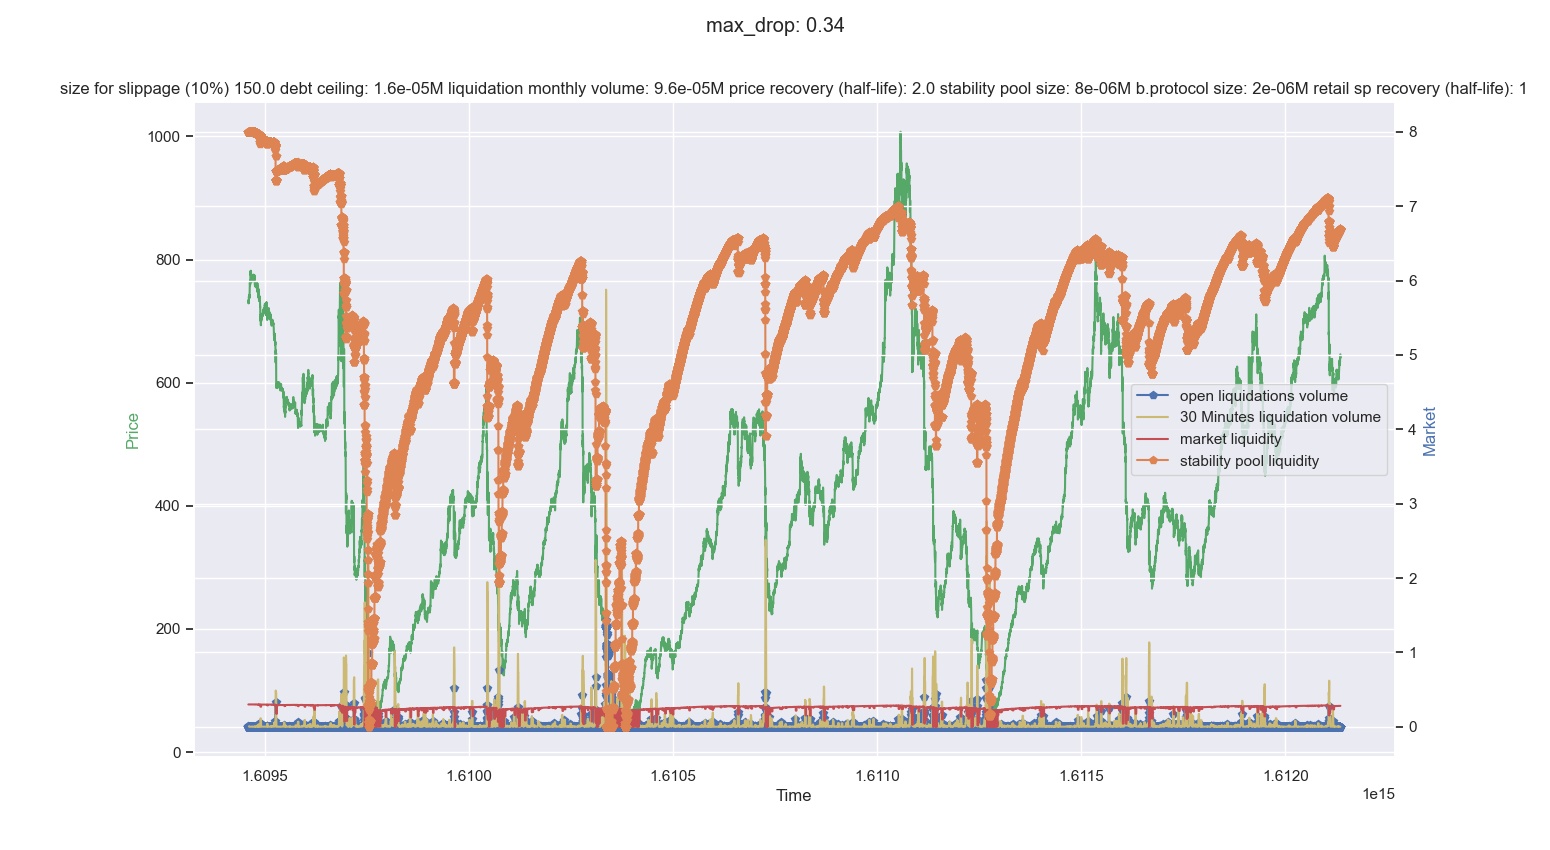 max_drop: 0.34
size for slippage (10%) 150.0 debt ceiling: 1.6e-05M liquidation monthly volume: 9.6e-05M price recovery (half-life): 2.0 stability pool size: 8e-06M b.protocol size: 2e-06M retail sp recovery (half-life): 1
1000
800
600
400
200
0
Price
8
7
6
5
4
3
2
1
0
Market
open liquidations volume
30 Minutes liquidation volume
market liquidity
stability pool liquidity
1.6095 1.6100 1.6105 1.6110 1.6115 1.6120
Time
1e15